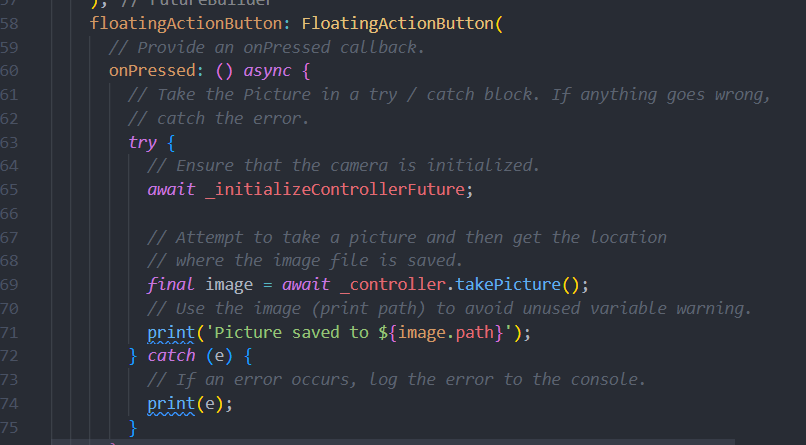 57 ); // FutureBuilder
58 floatingActionButton: FloatingActionButton(
59 // Provide an onPressed callback.
60 onPressed: () async {
61 // Take the Picture in a try / catch block. If anything goes wrong,
62 // catch the error.
63 try {
64 // Ensure that the camera is initialized.
65 await _initializeControllerFuture;
66
67 // Attempt to take a picture and then get the location
68 // where the image file is saved.
69 final image = await _controller.takePicture();
70 // Use the image (print path) to avoid unused variable warning.
71 print('Picture saved to ${image.path}');
72 } catch (e) {
73 // If an error occurs, log the error to the console.
74 print(e);
75 }